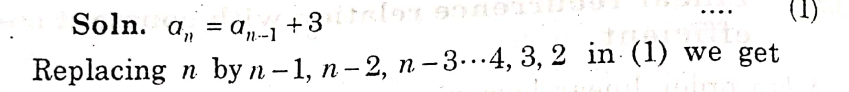 Soln. aₙ = aₙ₋₁ + 3 .... (1)
Replacing n by n – 1, n – 2, n – 3⋯4, 3, 2 in (1) we get